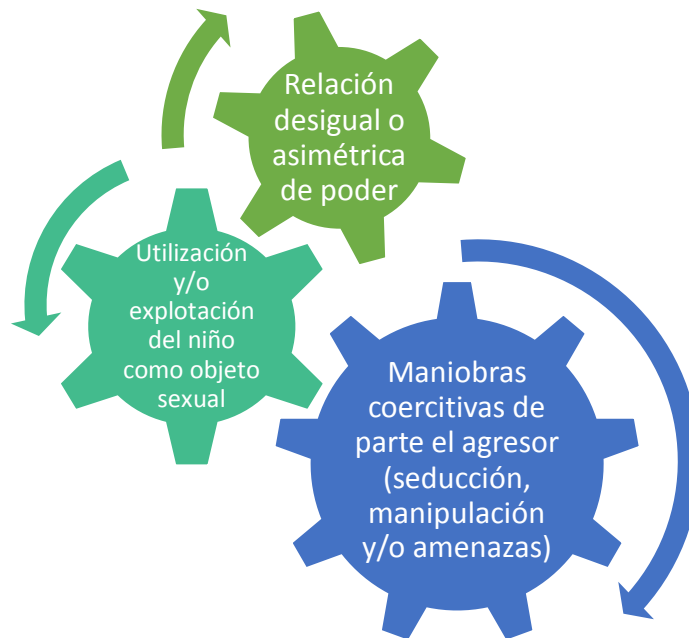 Relación
desigual o
asimétrica
de poder
Utilización
y/o
explotación
del niño
como objeto
sexual
Maniobras
coercitivas de
parte el agresor
(seducción,
manipulación
y/o amenazas)